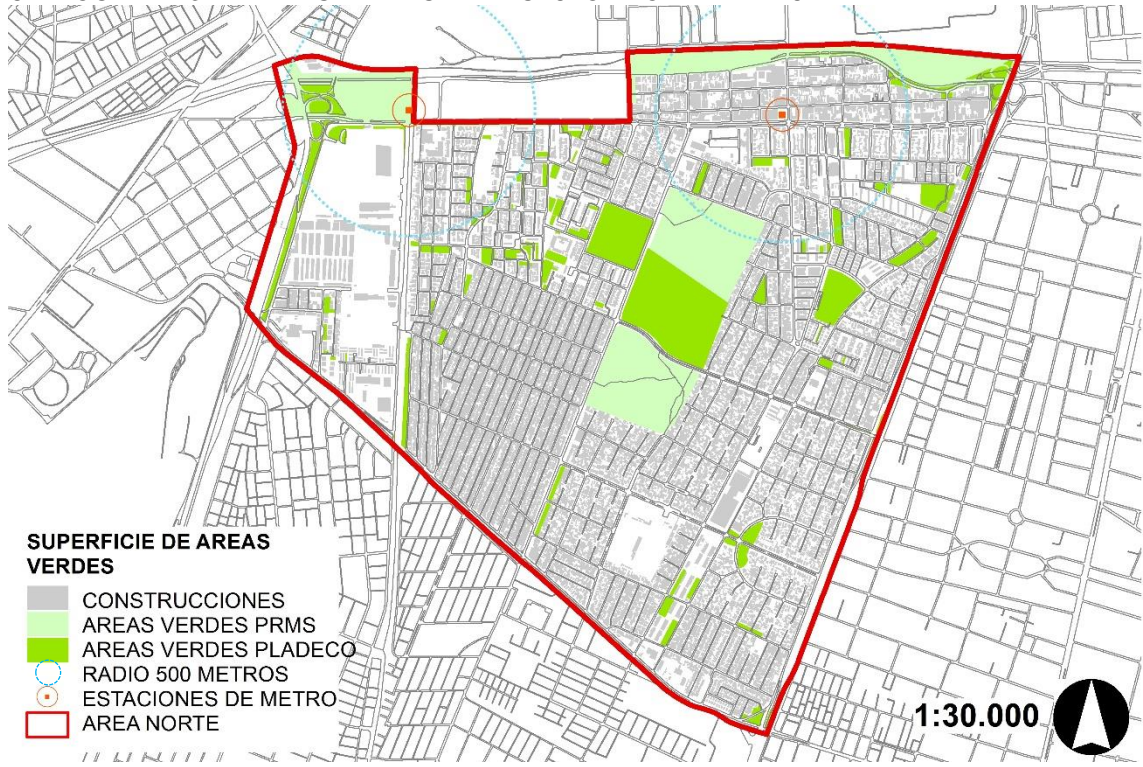 SUPERFICIE DE AREAS
VERDES
CONSTRUCCIONES
AREAS VERDES PRMS
AREAS VERDES PLADECO
RADIO 500 METROS
ESTACIONES DE METRO
AREA NORTE
1:30.000